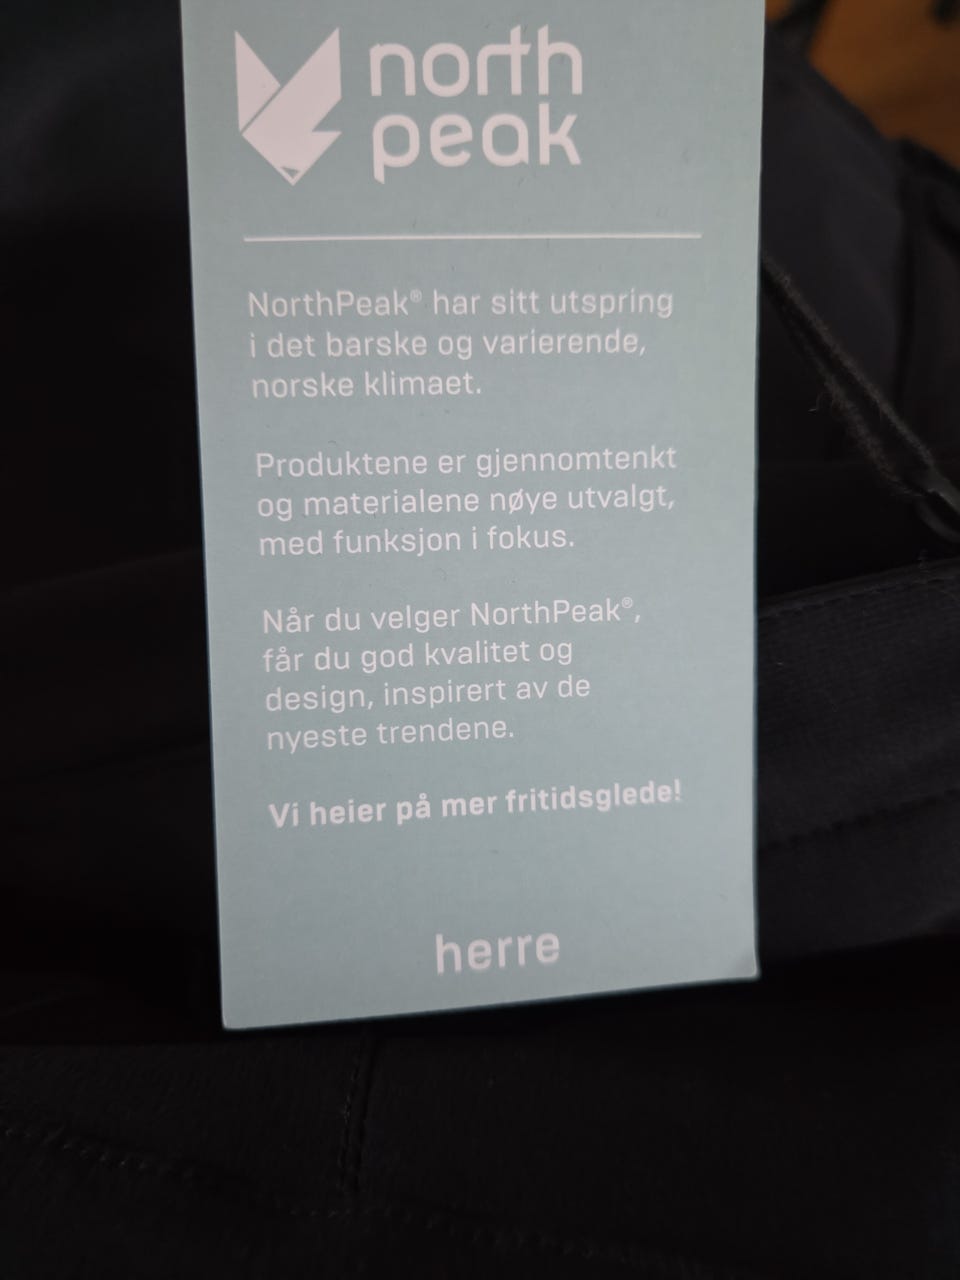 north
peak
NorthPeak® har sitt utspring
i det barske og varierende,
norske klimaet.
Produktene er gjennomtenkt
og materialene nøye utvalgt,
med funksjon i fokus.
Når du velger NorthPeak®,
får du god kvalitet og
design, inspirert av de
nyeste trendene.
Vi heier på mer fritidsglede!
herre